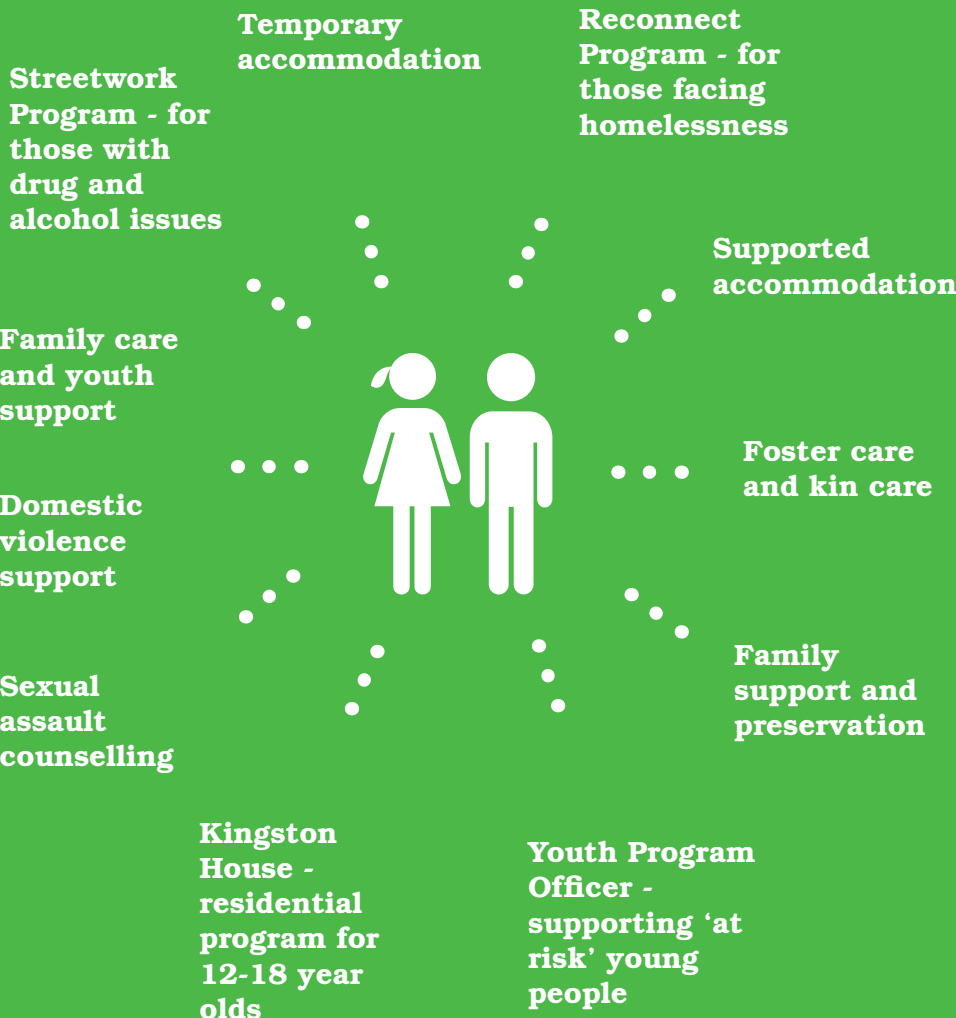 Temporary
accommodation
Reconnect
Program - for
those facing
homelessness
Streetwork
Program - for
those with
drug and
alcohol issues
Supported
accommodation
Family care
and youth
support
Foster care
and kin care
Domestic
violence
support
Family
support and
preservation
Sexual
assault
counselling
Kingston
House -
residential
program for
12-18 year
olds
Youth Program
Officer -
supporting ‘at
risk’ young
people